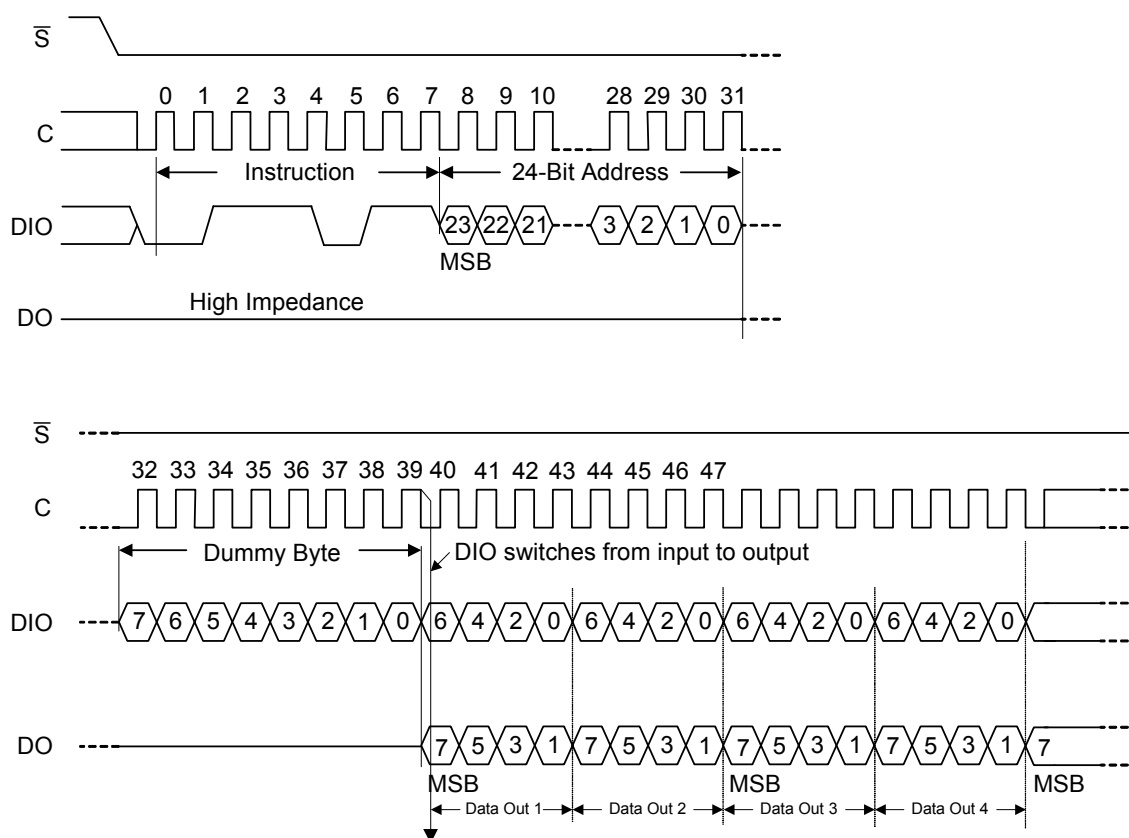 S
0 1 2 3 4 5 6 7 8 9 10 28 29 30 31
C
Instruction 24-Bit Address
DIO 23 22 21 3 2 1 0
MSB
High Impedance
DO
S
32 33 34 35 36 37 38 39 40 41 42 43 44 45 46 47
C
Dummy Byte DIO switches from input to output
DIO 7 6 5 4 3 2 1 0 6 4 2 0 6 4 2 0 6 4 2 0 6 4 2 0
DO 7 5 3 1 7 5 3 1 7 5 3 1 7 5 3 1 7
MSB MSB MSB
Data Out 1 Data Out 2 Data Out 3 Data Out 4